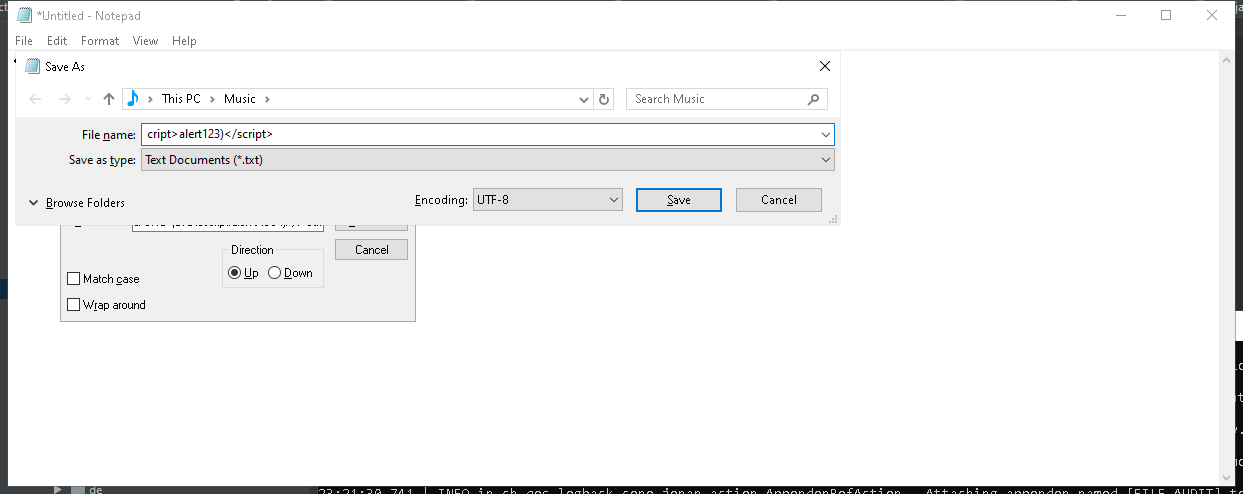 *Untitled - Notepad
File Edit Format View Help
Save As
This PC Music
Search Music
File name: cript>alert123)</script>
Save as type: Text Documents (*.txt)
Browse Folders
Encoding: UTF-8
Save
Cancel
Cancel
Direction
Up Down
Match case
Wrap around
de
23:21:30,741 | INFO in ch.qos.logback.core.joran.action.AppenderRefAction - Attaching appender named [FILE_AUDIT] t